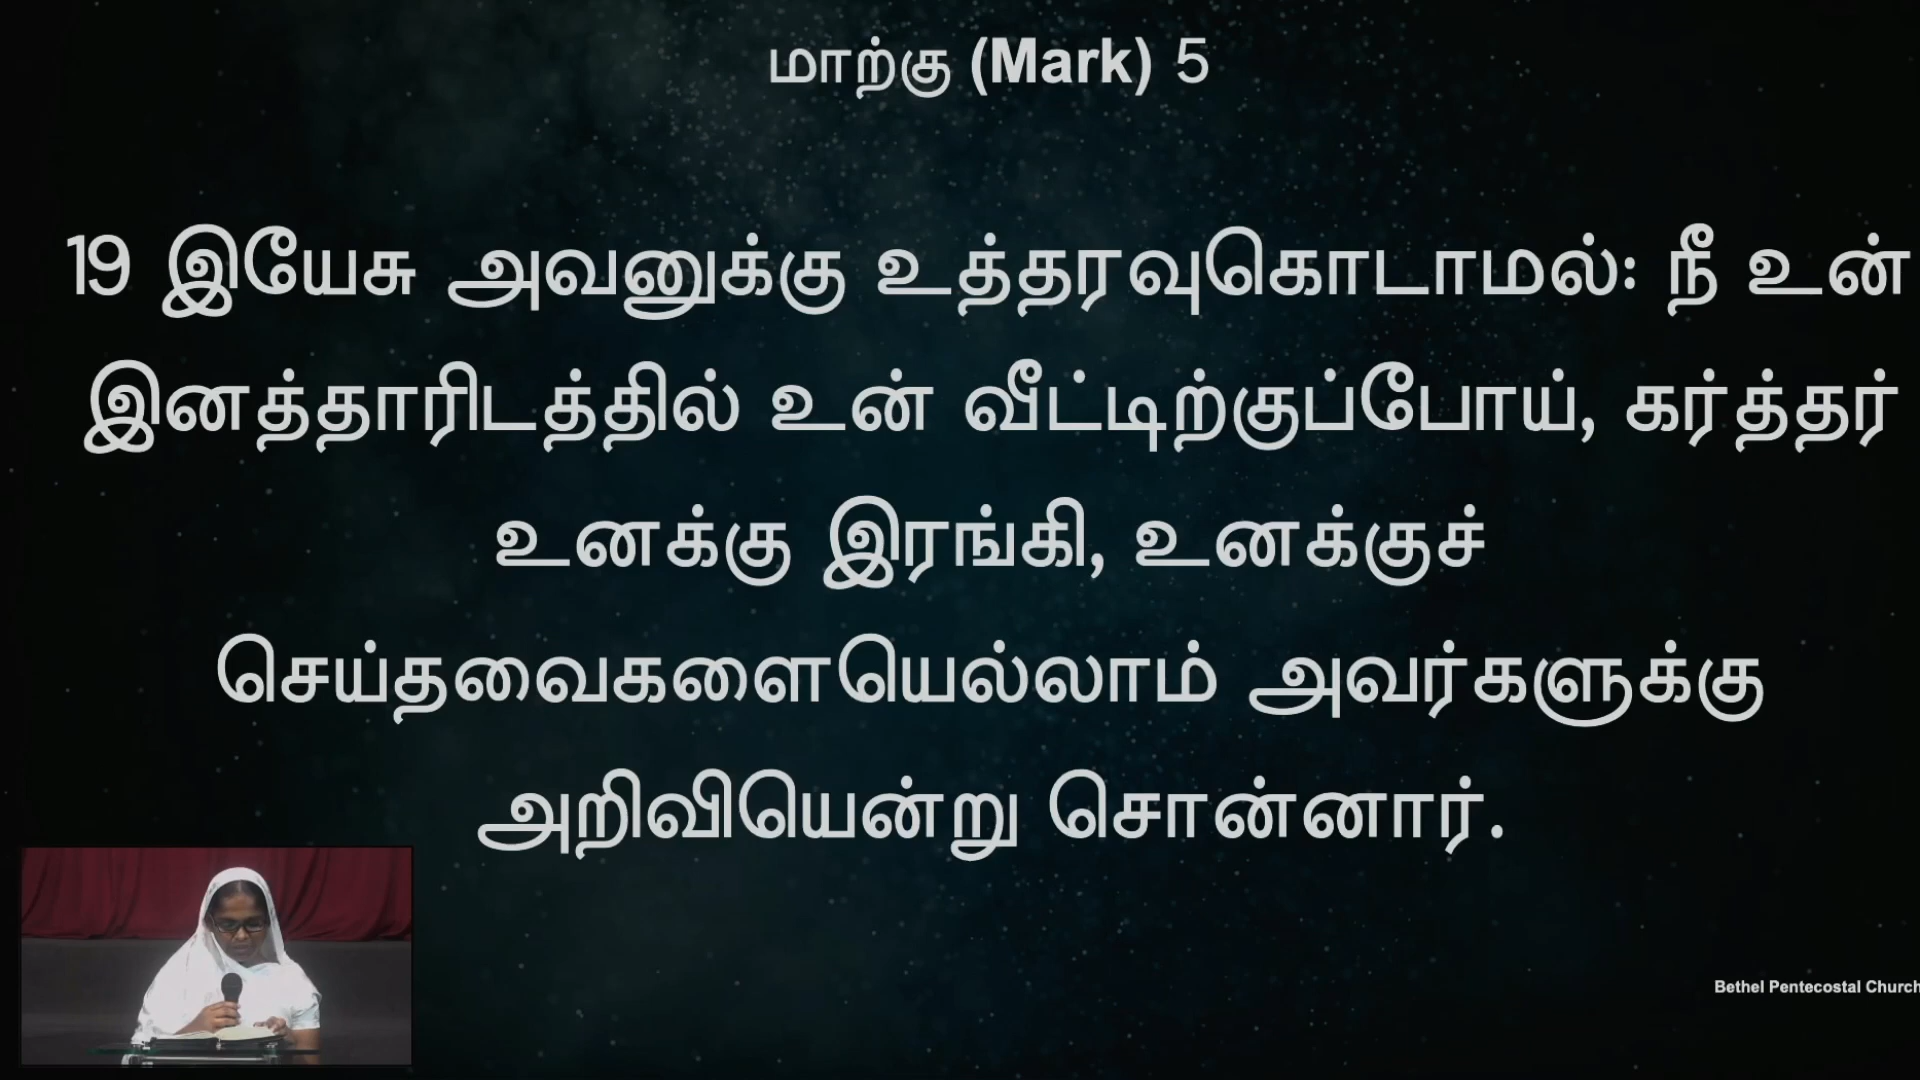 மாற்கு (Mark) 5
19 இயேசு அவனுக்கு உத்தரவுகொடாமல்: நீ உன்
இனத்தாரிடத்தில் உன் வீட்டிற்குப்போய், கர்த்தர்
உனக்கு இரங்கி, உனக்குச்
செய்தவைகளையெல்லாம் அவர்களுக்கு
அறிவியென்று சொன்னார்.
Bethel Pentecostal Church